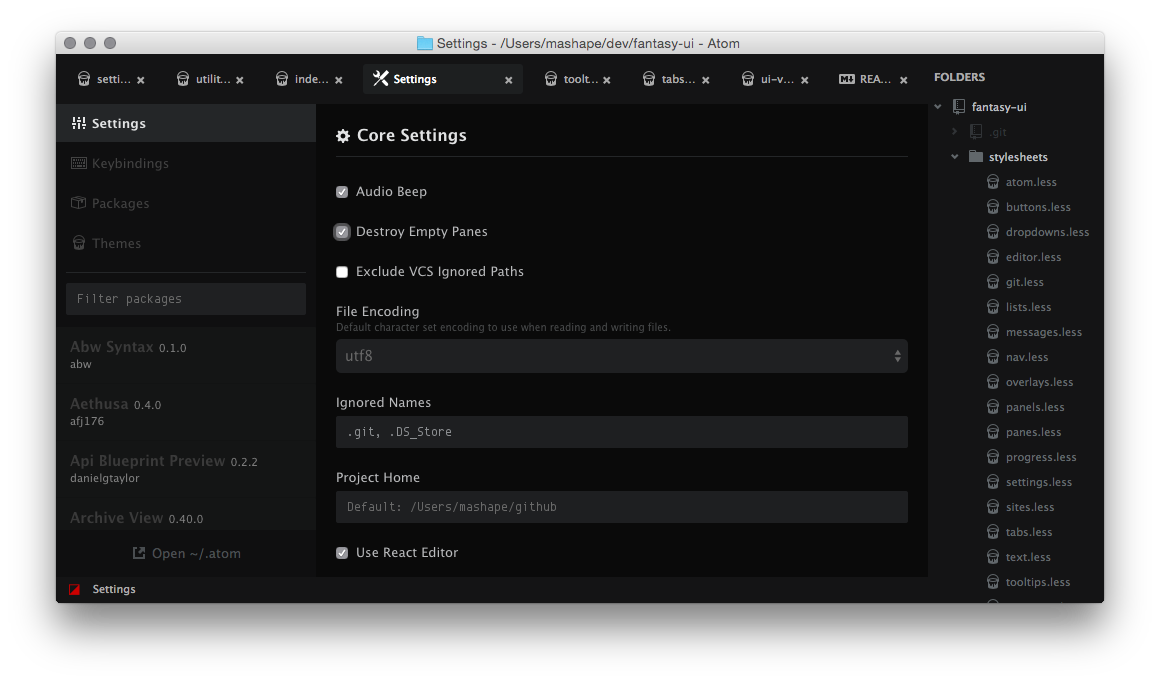 Settings - /Users/mashape/dev/fantasy-ui - Atom
setti... utilit... inde... Settings toolt... tabs... ui-v... REA...
Settings
Keybindings
Packages
Themes
Filter packages
Abw Syntax 0.1.0
abw
Aethusa 0.4.0
afj176
Api Blueprint Preview 0.2.2
danielgtaylor
Archive View 0.40.0
Open ~/.atom
Core Settings
Audio Beep
Destroy Empty Panes
Exclude VCS Ignored Paths
File Encoding
Default character set encoding to use when reading and writing files.
utf8
Ignored Names
.git, .DS_Store
Project Home
Default: /Users/mashape/github
Use React Editor
FOLDERS
fantasy-ui
.git
stylesheets
atom.less
buttons.less
dropdowns.less
editor.less
git.less
lists.less
messages.less
nav.less
overlays.less
panels.less
panes.less
progress.less
settings.less
sites.less
tabs.less
text.less
tooltips.less
Settings